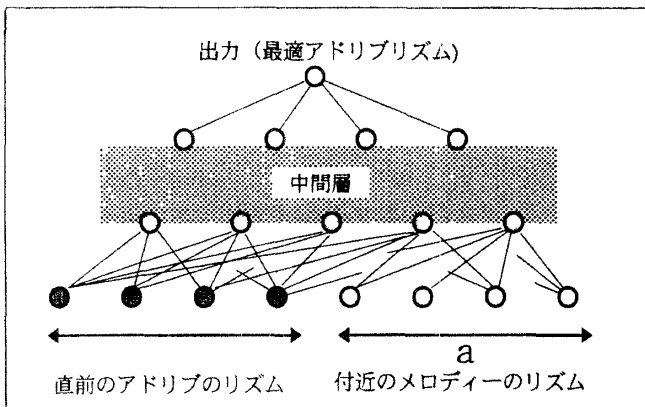 出力（最適アドリブリズム)
中間層
a
直前のアドリブのリズム
付近のメロディーのリズム